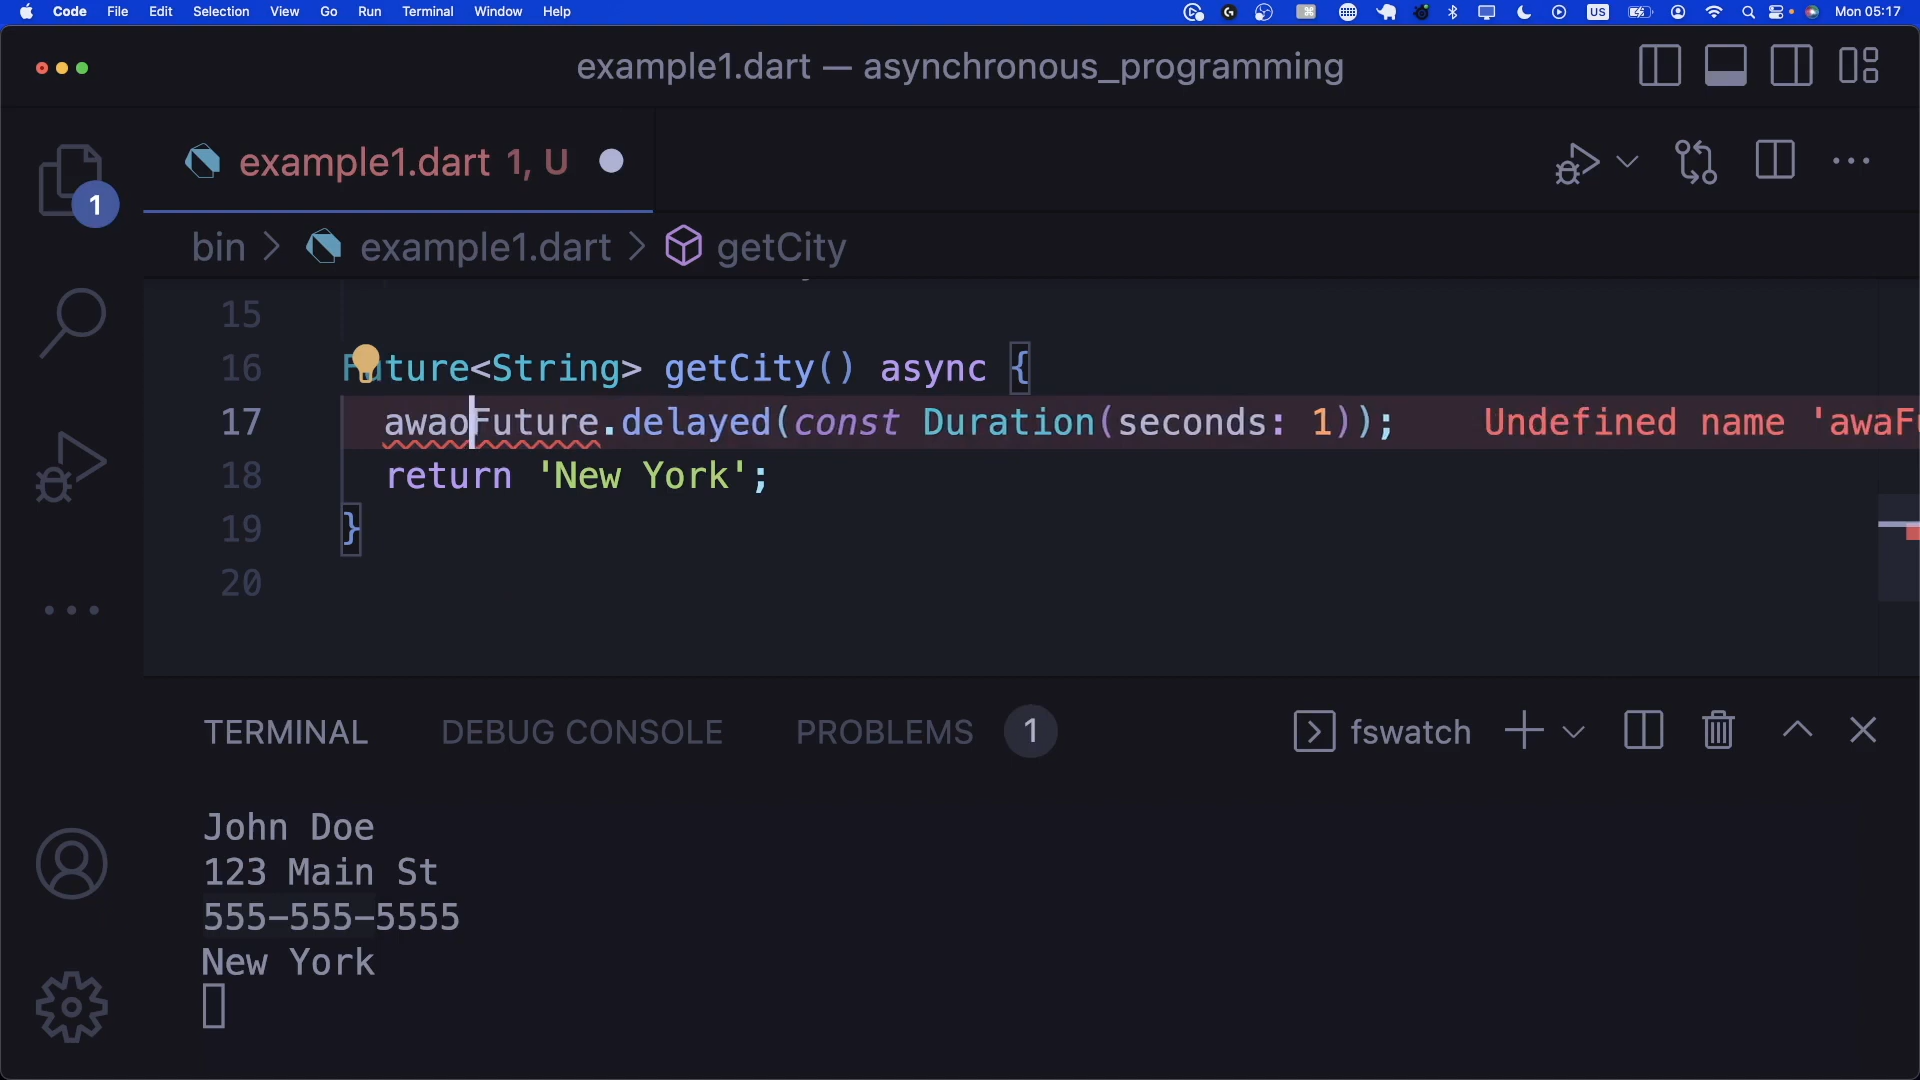 Code File Edit Selection View Go Run Terminal Window Help US Mon 05:17
example1.dart — asynchronous_programming
example1.dart 1, U
1
bin > example1.dart > getCity
15
16 Future<String> getCity() async {
17 awaoFuture.delayed(const Duration(seconds: 1)); Undefined name 'awaFu
18 return 'New York';
19 }
20
TERMINAL DEBUG CONSOLE PROBLEMS 1 fswatch
John Doe
123 Main St
555-555-5555
New York